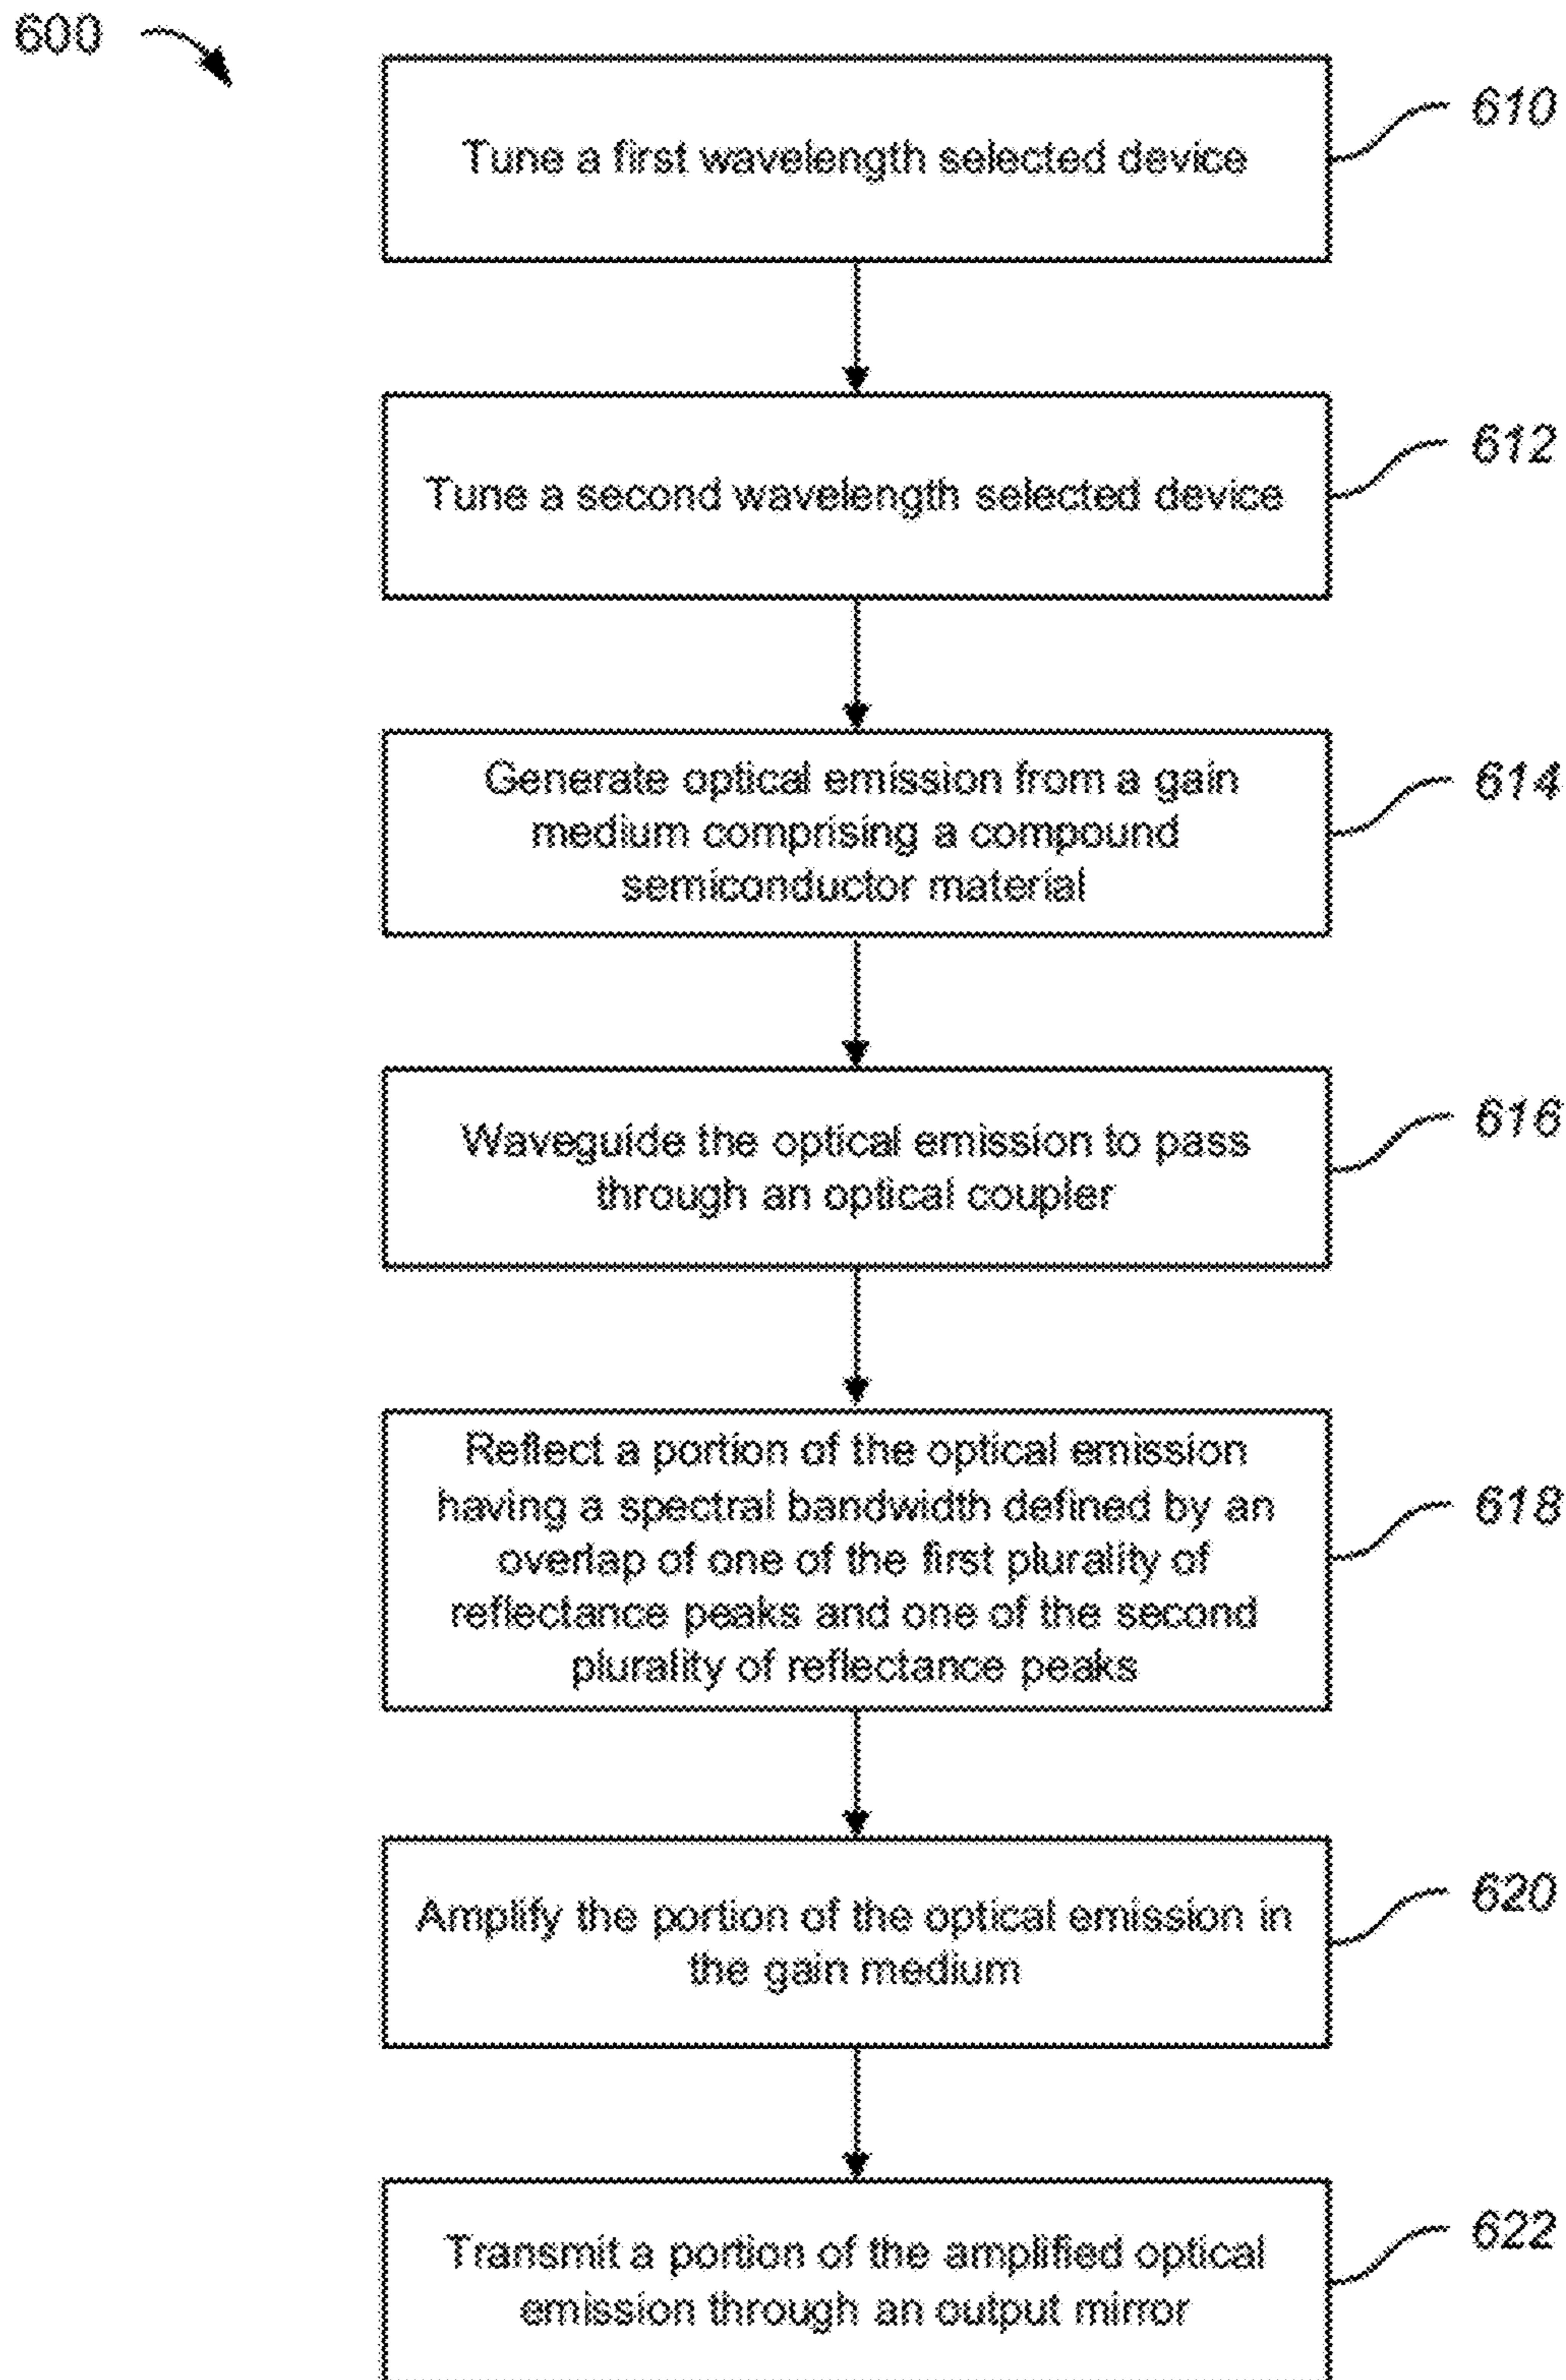 600
Tune a first wavelength selected device
610
Tune a second wavelength selected device
612
Generate optical emission from a gain
medium comprising a compound
semiconductor material
614
Waveguide the optical emission to pass
through an optical coupler
616
Reflect a portion of the optical emission
having a spectral bandwidth defined by an
overlap of one of the first plurality of
reflectance peaks and one of the second
plurality of reflectance peaks
618
Amplify the portion of the optical emission in
the gain medium
620
Transmit a portion of the amplified optical
emission through an output mirror
622